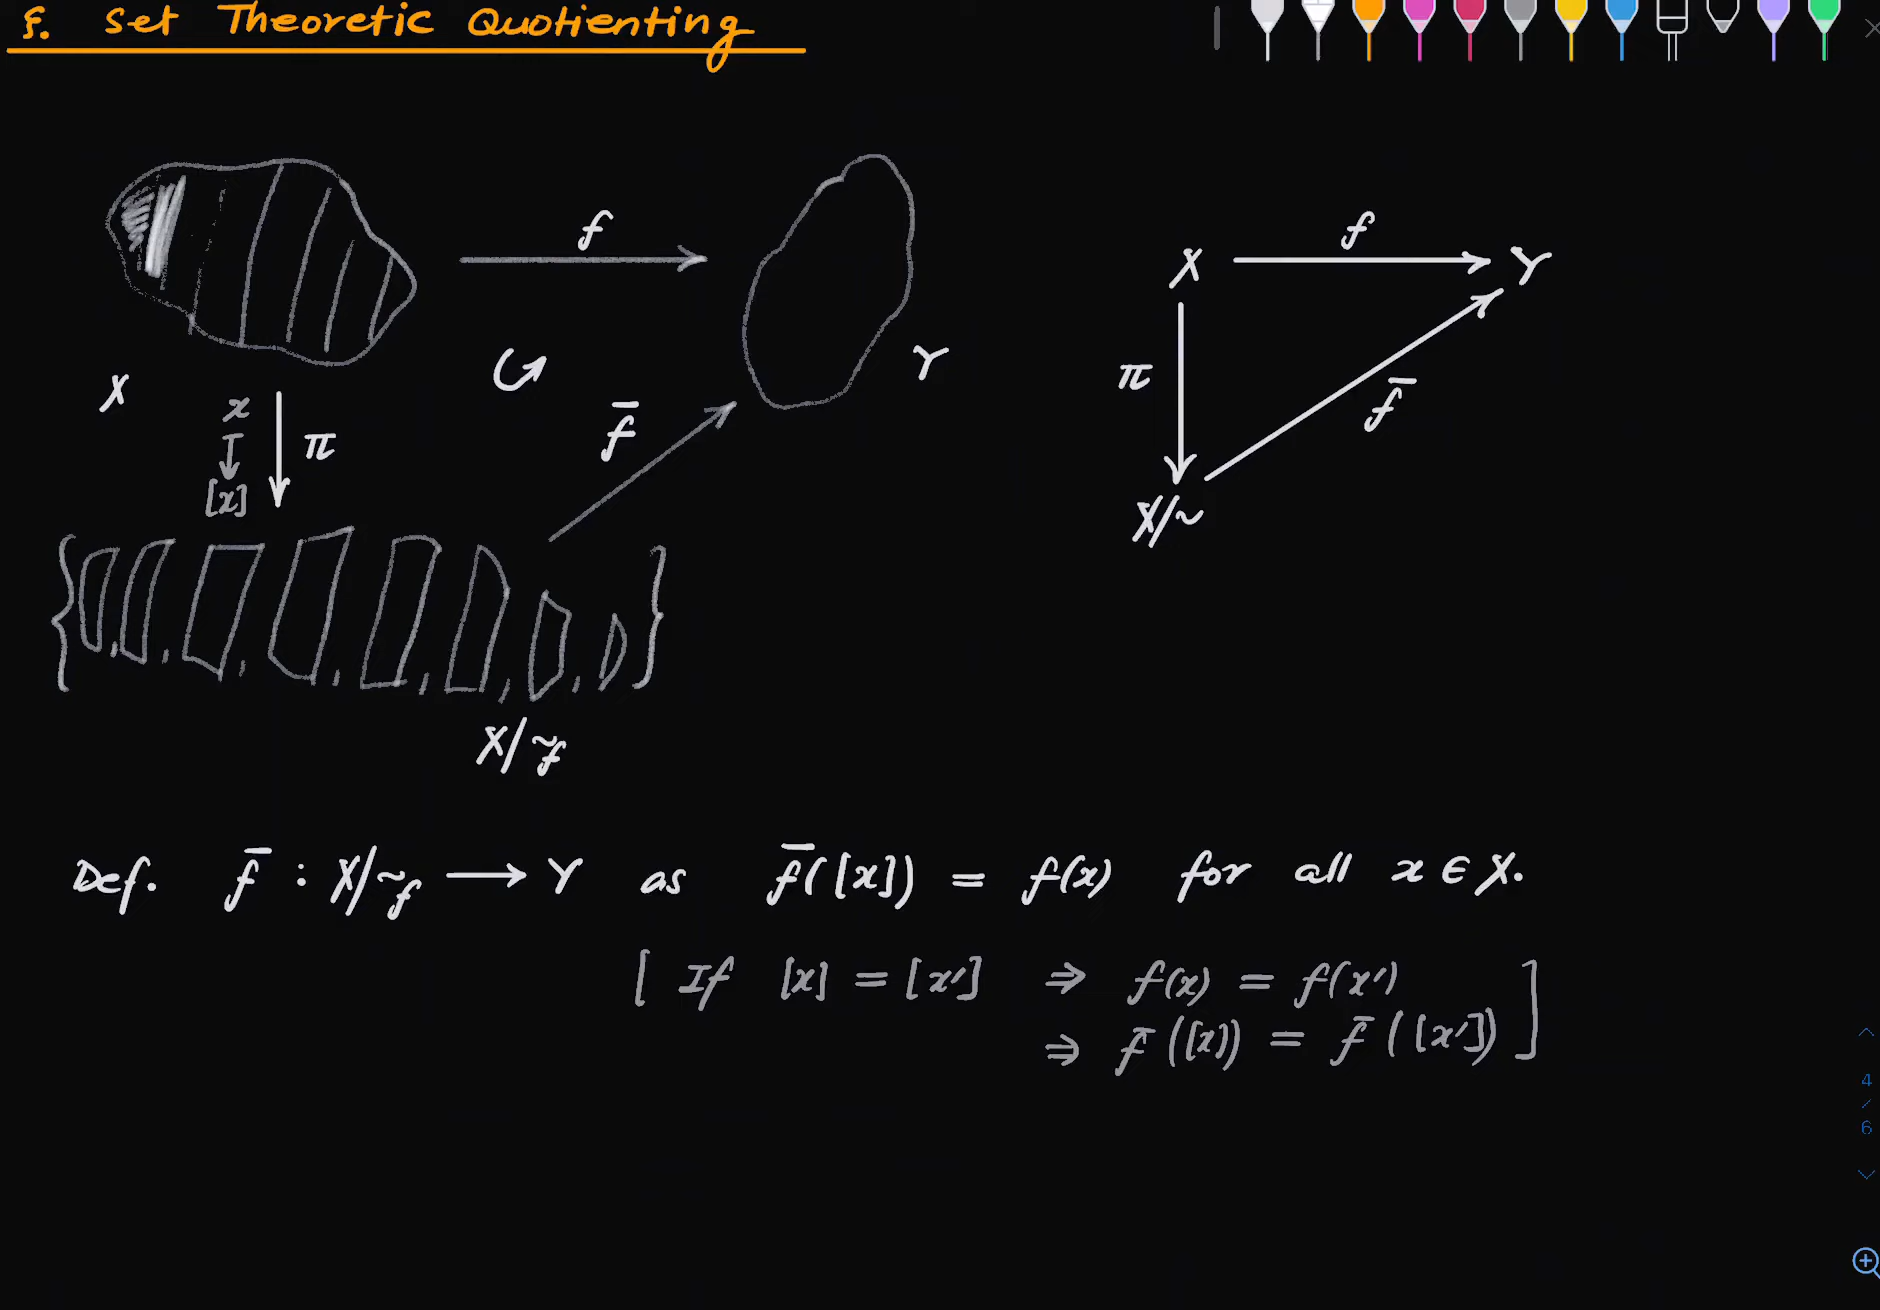 §. Set Theoretic Quotienting
f
X
x
↧
[x]
π
f̄
Y
X/~f
X f Y
π
f̄
X/~
Def. f̄ : X/~f ⟶ Y as f̄([x]) = f(x) for all x ∈ X.
[ If [x] = [x'] ⇒ f(x) = f(x')
⇒ f̄([x]) = f̄([x']) ]
4
/
6